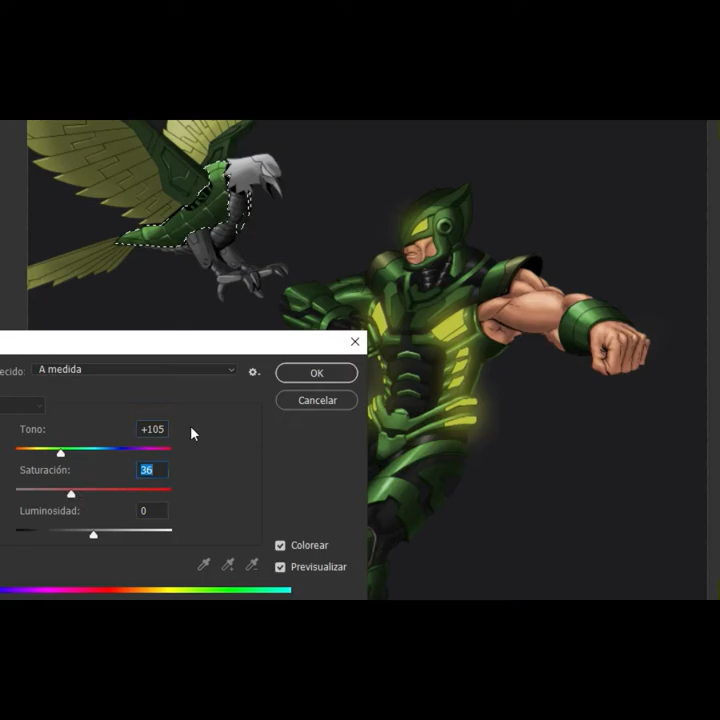 ecido: A medida
OK
Cancelar
Tono: +105
Saturación: 36
Luminosidad: 0
Colorear
Previsualizar